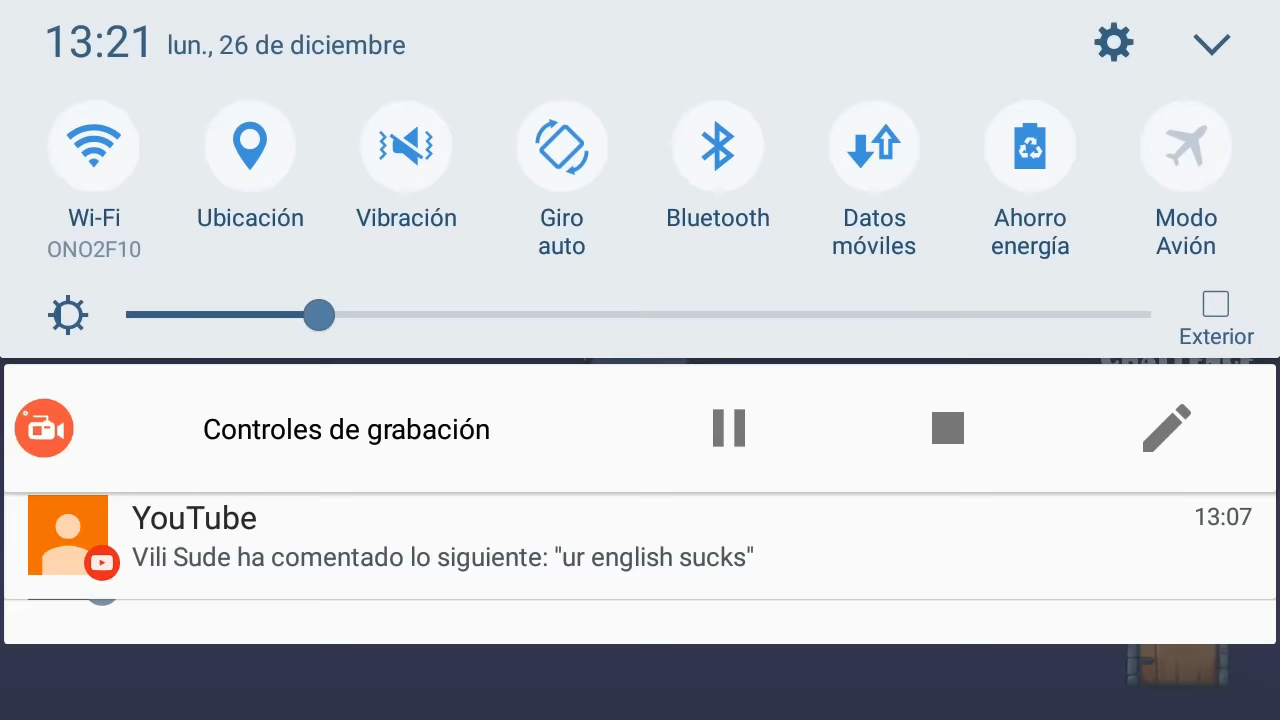 13:21 lun., 26 de diciembre
Wi-Fi
ONO2F10
Ubicación
Vibración
Giro
auto
Bluetooth
Datos
móviles
Ahorro
energía
Modo
Avión
Exterior
Controles de grabación
YouTube
13:07
Vili Sude ha comentado lo siguiente: "ur english sucks"